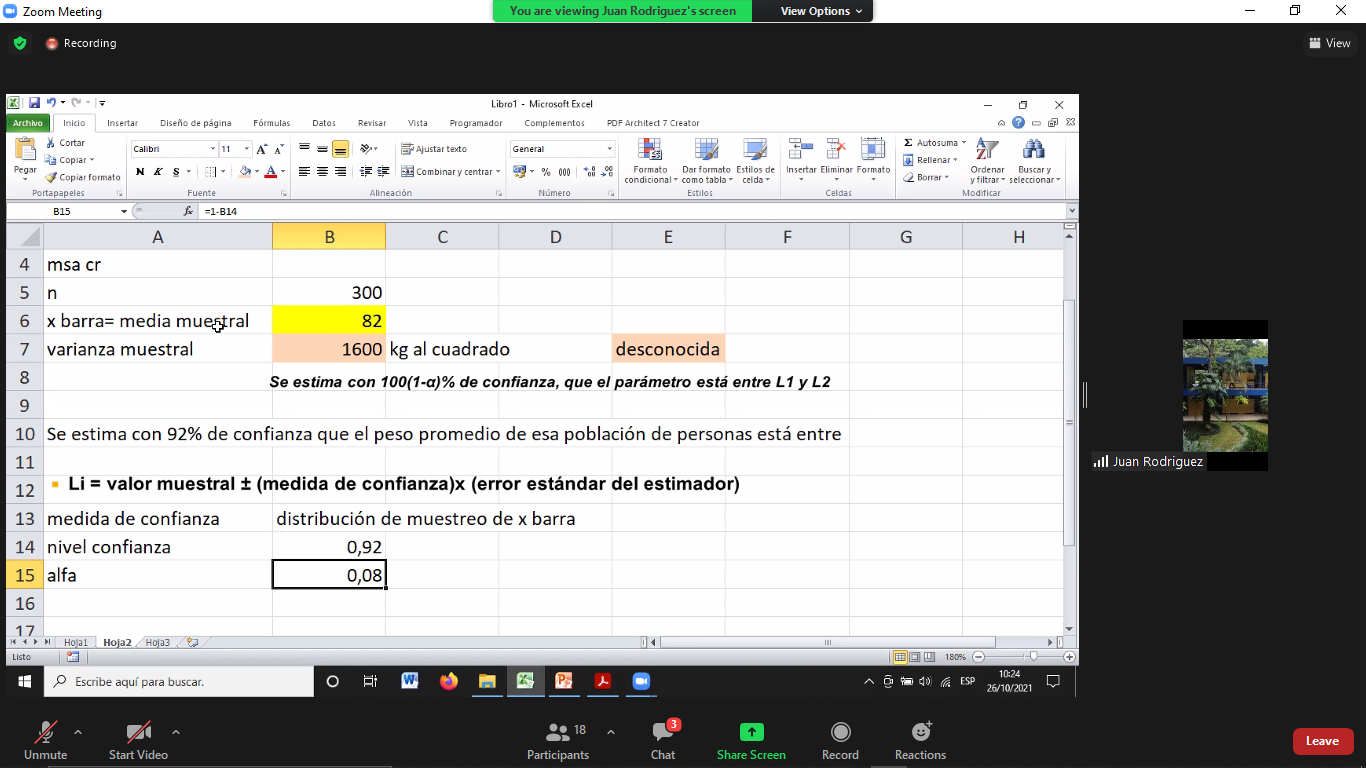 Zoom Meeting
You are viewing Juan Rodriguez's screen
View Options
Recording
View
Libro1 - Microsoft Excel
Archivo Inicio Insertar Diseño de página Fórmulas Datos Revisar Vista Programador Complementos PDF Architect 7 Creator
Pegar
Cortar
Copiar
Copiar formato
Portapapeles
Calibri 11
N K S
Fuente
Ajustar texto
Combinar y centrar
Alineación
General
% 000
Número
Formato condicional
Dar formato como tabla
Estilos de celda
Estilos
Insertar Eliminar Formato
Celdas
Autosuma
Rellenar
Borrar
Ordenar y filtrar
Buscar y seleccionar
Modificar
B15 fx =1-B14
A B C D E F G H
4 msa cr
5 n 300
6 x barra= media muestral 82
7 varianza muestral 1600 kg al cuadrado desconocida
8 Se estima con 100(1-α)% de confianza, que el parámetro está entre L1 y L2
9
10 Se estima con 92% de confianza que el peso promedio de esa población de personas está entre
11
12 Li = valor muestral ± (medida de confianza)x (error estándar del estimador)
13 medida de confianza distribución de muestreo de x barra
14 nivel confianza 0,92
15 alfa 0,08
16
17
Hoja1 Hoja2 Hoja3
Listo 180%
Escribe aquí para buscar.
ESP
10:24
26/10/2021
Juan Rodriguez
Unmute
Start Video
18
Participants
3
Chat
Share Screen
Record
Reactions
Leave